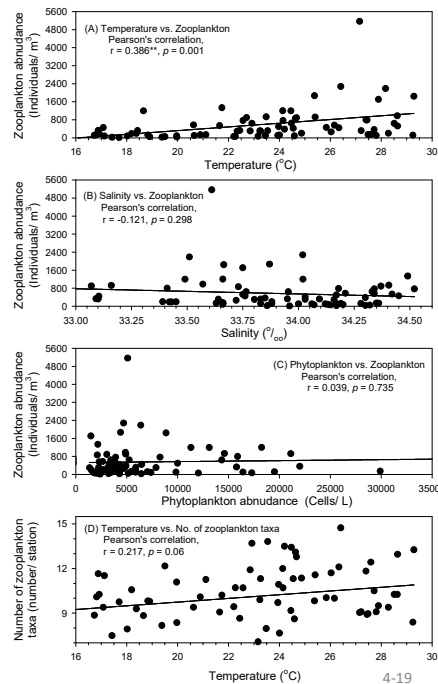 (A) Temperature vs. Zooplankton
Pearson's correlation,
r = 0.386**, p = 0.001
Zooplankton abnudance
(Individuals/ m³)
5600
4800
4000
3200
2400
1600
800
0
16 18 20 22 24 26 28 30
Temperature (°C)
(B) Salinity vs. Zooplankton
Pearson's correlation,
r = -0.121, p = 0.298
Zooplankton abnudance
(Individuals/ m³)
5600
4800
4000
3200
2400
1600
800
0
33.00 33.25 33.50 33.75 34.00 34.25 34.50
Salinity (°/oo)
(C) Phytoplankton vs. Zooplankton
Pearson's correlation,
r = 0.039, p = 0.735
Zooplankton abnudance
(Individuals/ m³)
5600
4800
4000
3200
2400
1600
800
0
0 5000 10000 15000 20000 25000 30000 35000
Phytoplankton abnudance (Cells/ L)
(D) Temperature vs. No. of zooplankton taxa
Pearson's correlation,
r = 0.217, p = 0.06
Number of zooplankton
taxa (number/ station)
15
12
9
16 18 20 22 24 26 28 30
Temperature (°C)
4-19